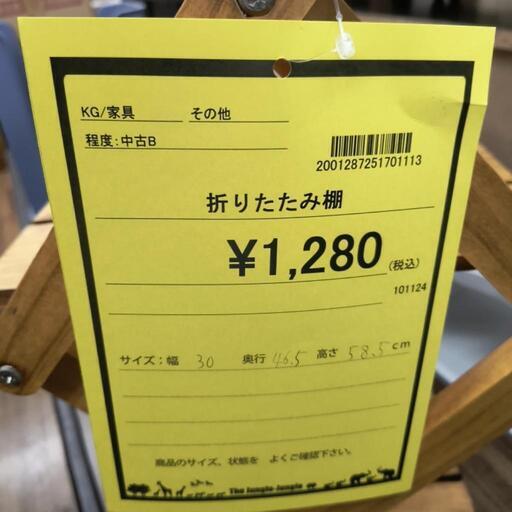 KG/家具 その他
程度:中古B
2001287251701113
折りたたみ棚
¥1,280 (税込)
101124
サイズ:幅 30 奥行 46.5 高さ 58.5cm
商品のサイズ、状態を よくご確認下さい。
The Jungle-Jungle